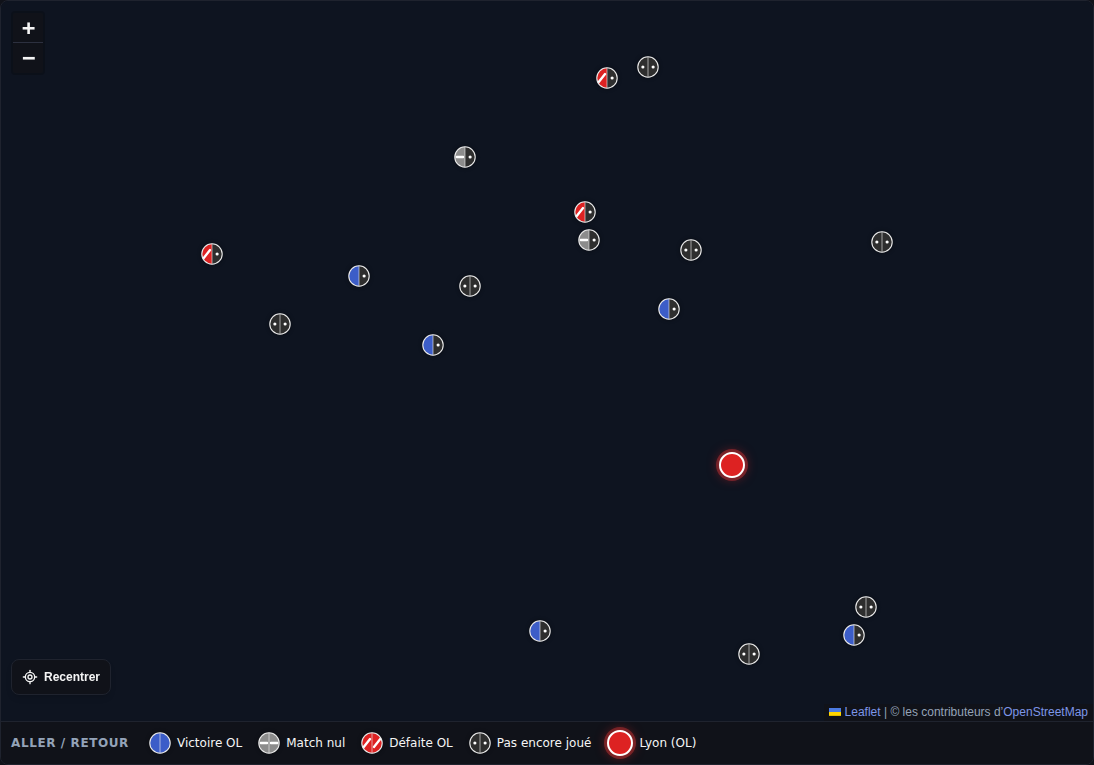 +
−
Recentrer
Leaflet | © les contributeurs d'OpenStreetMap
ALLER / RETOUR Victoire OL Match nul Défaite OL Pas encore joué Lyon (OL)